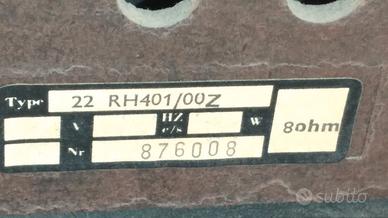 Type 22 RH401/00Z
V HZ c/s W 8ohm
Nr 876008
subito